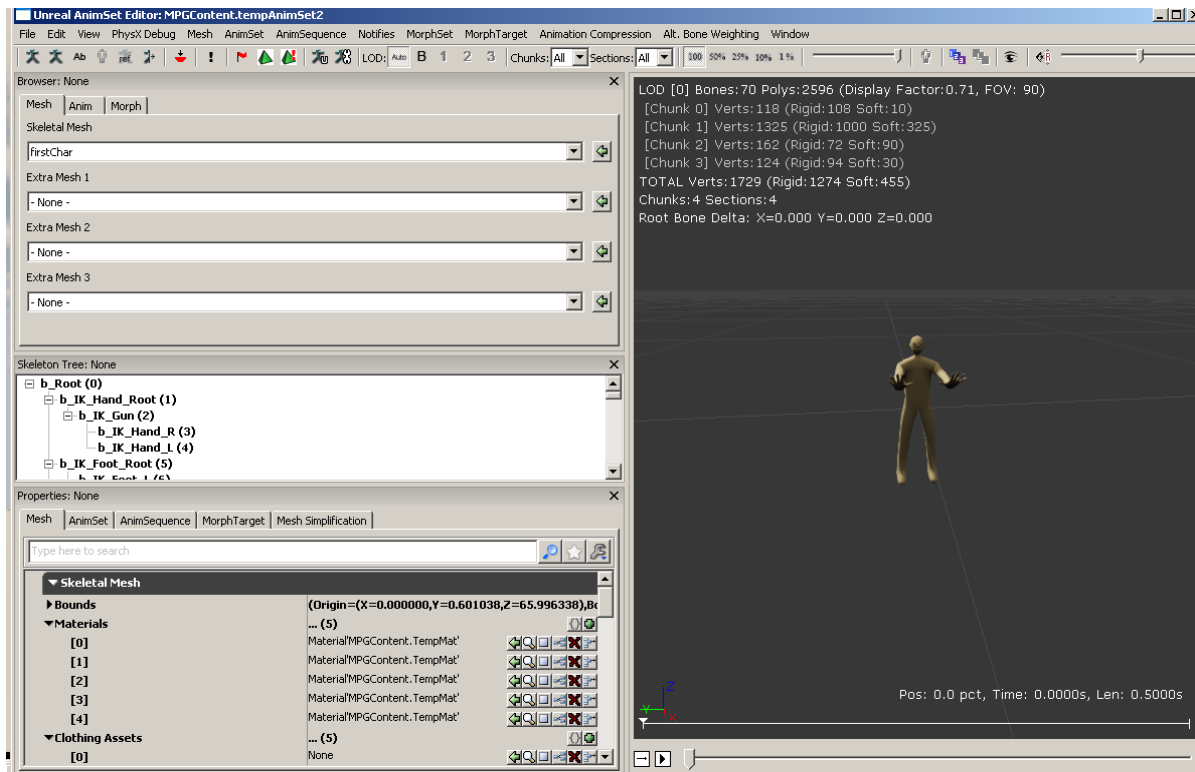 Unreal AnimSet Editor: MPGContent.tempAnimSet2
File Edit View PhysX Debug Mesh AnimSet AnimSequence Notifies MorphSet MorphTarget Animation Compression Alt. Bone Weighting Window
Ab ref. LOD: Auto B 1 2 3 Chunks: All Sections: All 100 50% 25% 10% 1%
Browser: None
Mesh Anim Morph
Skeletal Mesh
firstChar
Extra Mesh 1
- None -
Extra Mesh 2
- None -
Extra Mesh 3
- None -
Skeleton Tree: None
b_Root (0)
b_IK_Hand_Root (1)
b_IK_Gun (2)
b_IK_Hand_R (3)
b_IK_Hand_L (4)
b_IK_Foot_Root (5)
b_IK_Foot_L (6)
Properties: None
Mesh AnimSet AnimSequence MorphTarget Mesh Simplification
Type here to search
Skeletal Mesh
Bounds (Origin=(X=0.000000,Y=0.601038,Z=65.996338),Bo
Materials ... (5)
[0] Material'MPGContent.TempMat'
[1] Material'MPGContent.TempMat'
[2] Material'MPGContent.TempMat'
[3] Material'MPGContent.TempMat'
[4] Material'MPGContent.TempMat'
Clothing Assets ... (5)
[0] None
LOD [0] Bones:70 Polys:2596 (Display Factor:0.71, FOV: 90)
[Chunk 0] Verts:118 (Rigid:108 Soft:10)
[Chunk 1] Verts:1325 (Rigid:1000 Soft:325)
[Chunk 2] Verts:162 (Rigid:72 Soft:90)
[Chunk 3] Verts:124 (Rigid:94 Soft:30)
TOTAL Verts:1729 (Rigid:1274 Soft:455)
Chunks:4 Sections:4
Root Bone Delta: X=0.000 Y=0.000 Z=0.000
Z
Y
X
Pos: 0.0 pct, Time: 0.0000s, Len: 0.5000s